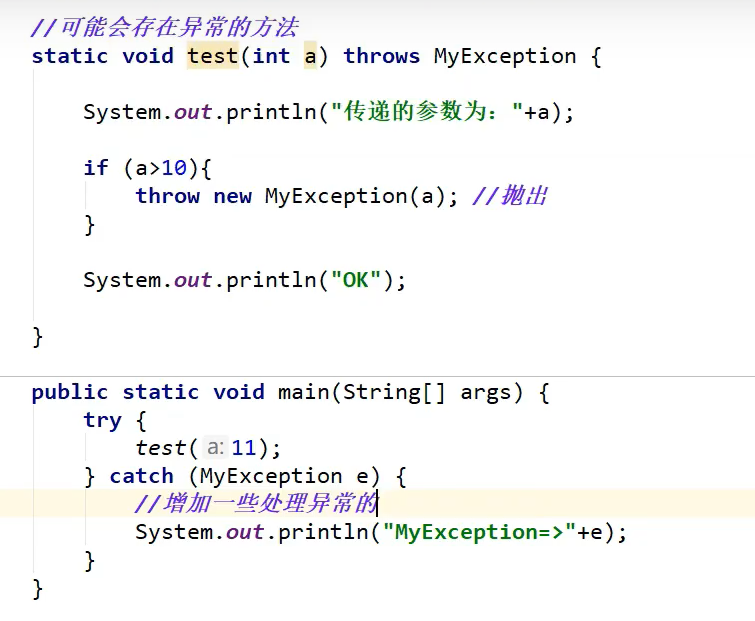 //可能会存在异常的方法
static void test(int a) throws MyException {
System.out.println("传递的参数为："+a);
if (a>10){
throw new MyException(a); //抛出
}
System.out.println("OK");
}
public static void main(String[] args) {
try {
test( a: 11);
} catch (MyException e) {
//增加一些处理异常的
System.out.println("MyException=>"+e);
}
}